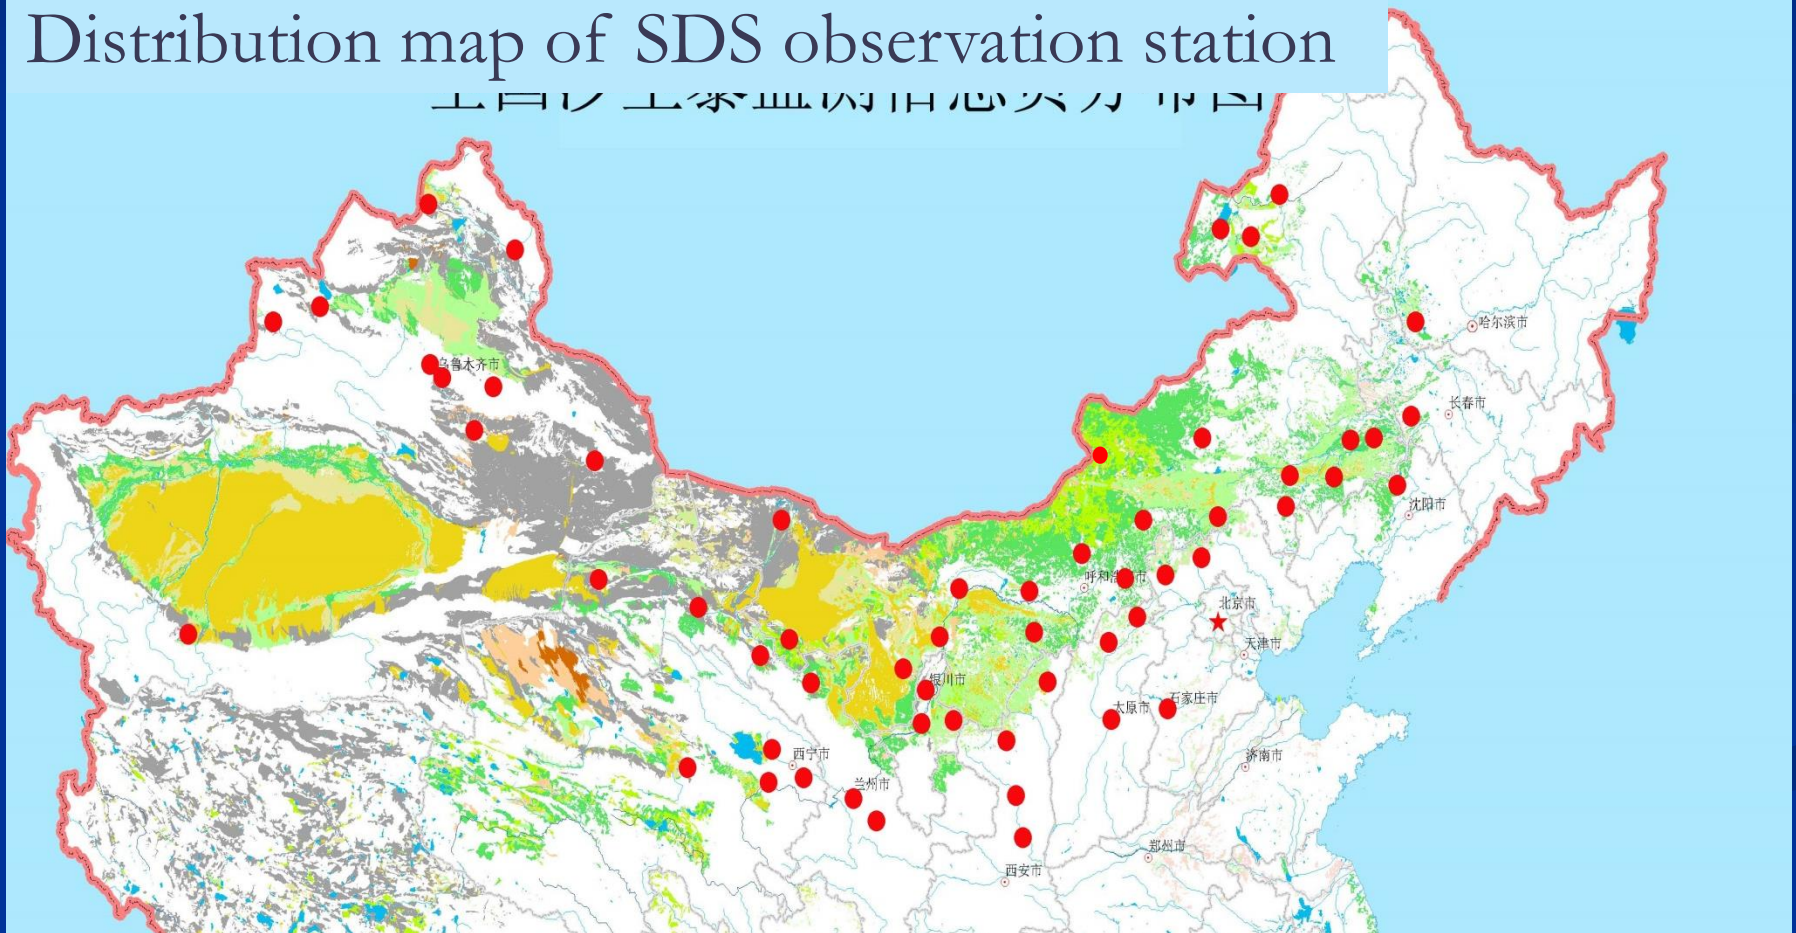 Distribution map of SDS observation station
哈尔滨市
乌鲁木齐市
长春市
沈阳市
呼和浩特市
北京市
天津市
银川市
石家庄市
太原市
西宁市
济南市
兰州市
郑州市
西安市